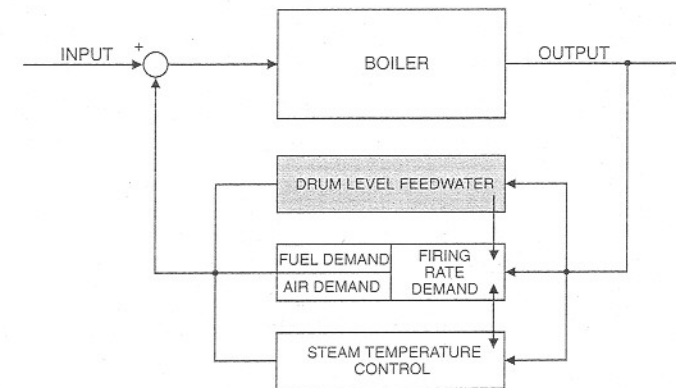 INPUT
+
BOILER
OUTPUT
DRUM LEVEL FEEDWATER
FUEL DEMAND
AIR DEMAND
FIRING
RATE
DEMAND
STEAM TEMPERATURE
CONTROL